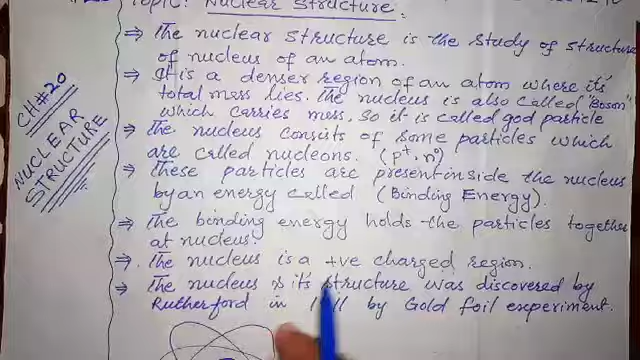 Topic: Nuclear Structure.
⇒ The nuclear structure is the study of structure
of nucleus of an atom.
⇒ It is a denser region of an atom where it's
total mass lies. The nucleus is also called "Boson"
which carries mass. so it is called god particle
⇒ The nucleus consists of some particles which
are called nucleons. (p⁺, n⁰)
⇒ These particles are present inside the nucleus
by an energy called (Binding Energy).
⇒ The binding energy holds the particles together
at nucleus.
⇒ The nucleus is a +ve charged region.
⇒ The nucleus & it's structure was discovered by
Rutherford in by Gold foil experiment.
CH#20
NUCLEAR
STRUCTURE